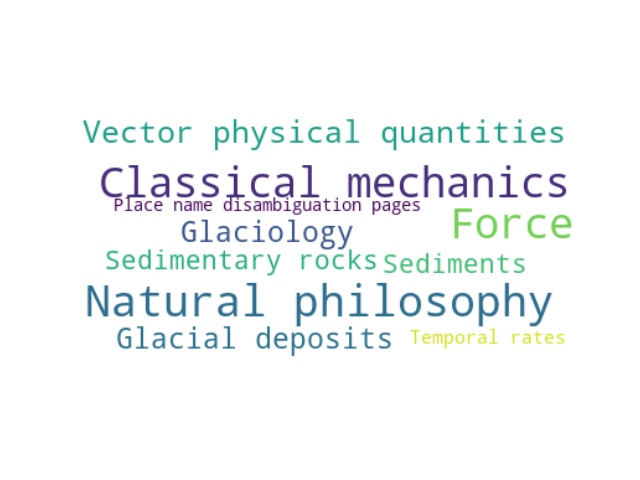 Vector physical quantities
Classical mechanics
Place name disambiguation pages
Force
Glaciology
Sedimentary rocks
Sediments
Natural philosophy
Glacial deposits
Temporal rates